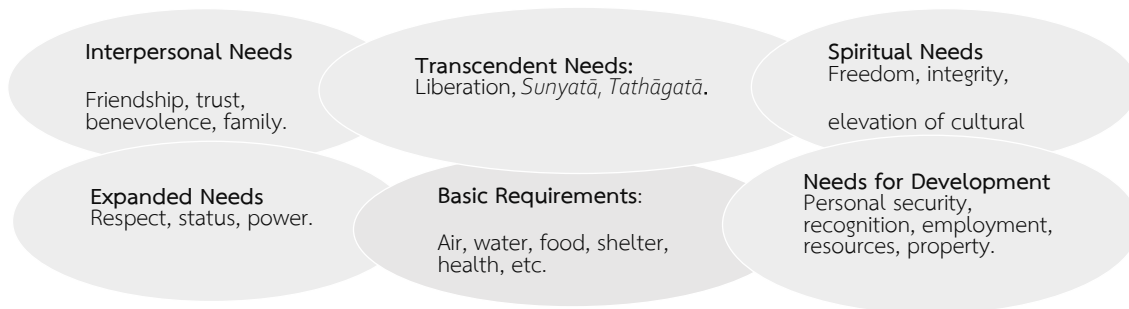 Interpersonal Needs
Friendship, trust,
benevolence, family.
Transcendent Needs:
Liberation, Sunyatā, Tathāgatā.
Spiritual Needs
Freedom, integrity,
elevation of cultural
Expanded Needs
Respect, status, power.
Basic Requirements:
Air, water, food, shelter,
health, etc.
Needs for Development
Personal security,
recognition, employment,
resources, property.